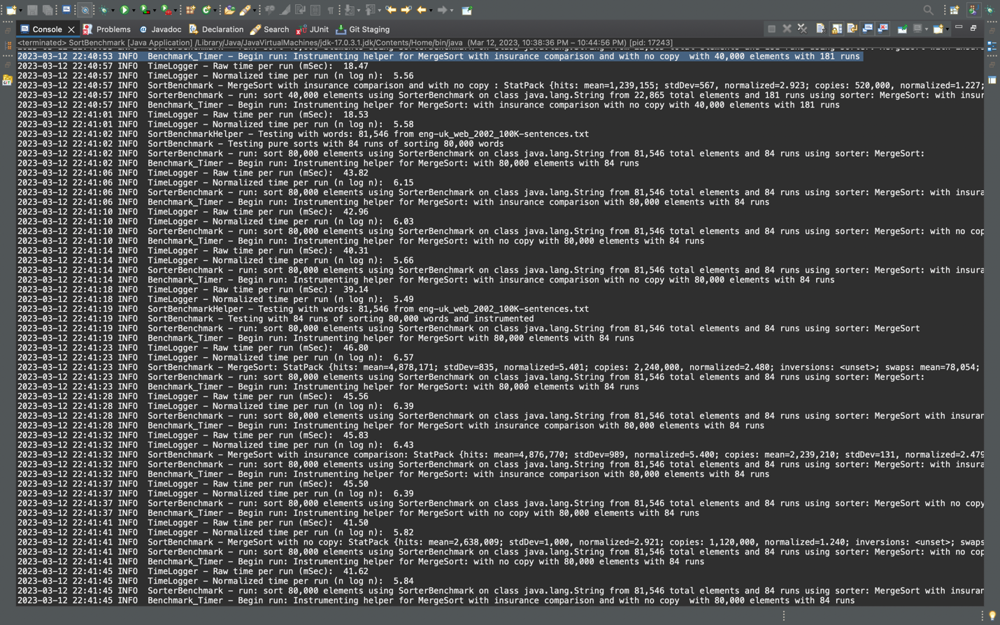 Console
Problems
Javadoc
Declaration
Search
JUnit
Git Staging
<terminated> SortBenchmark [Java Application] /Library/Java/JavaVirtualMachines/jdk-17.0.3.1.jdk/Contents/Home/bin/java (Mar 12, 2023, 10:38:36 PM – 10:44:56 PM) [pid: 17243]
2023-03-12 22:40:53 INFO  Benchmark_Timer - Begin run: Instrumenting helper for MergeSort with insurance comparison and with no copy  with 40,000 elements with 181 runs
2023-03-12 22:40:57 INFO  TimeLogger - Raw time per run (mSec):  18.47
2023-03-12 22:40:57 INFO  TimeLogger - Normalized time per run (n log n):  5.56
2023-03-12 22:40:57 INFO  SortBenchmark - MergeSort with insurance comparison and with no copy : StatPack {hits: mean=1,239,155; stdDev=567, normalized=2.923; copies: 520,000, normalized=1.227;
2023-03-12 22:40:57 INFO  SorterBenchmark - run: sort 40,000 elements using SorterBenchmark on class java.lang.String from 22,865 total elements and 181 runs using sorter: MergeSort: with insur
2023-03-12 22:40:57 INFO  Benchmark_Timer - Begin run: Instrumenting helper for MergeSort: with insurance comparison with no copy with 40,000 elements with 181 runs
2023-03-12 22:41:01 INFO  TimeLogger - Raw time per run (mSec):  18.53
2023-03-12 22:41:01 INFO  TimeLogger - Normalized time per run (n log n):  5.58
2023-03-12 22:41:02 INFO  SortBenchmarkHelper - Testing with words: 81,546 from eng-uk_web_2002_100K-sentences.txt
2023-03-12 22:41:02 INFO  SortBenchmark - Testing pure sorts with 84 runs of sorting 80,000 words
2023-03-12 22:41:02 INFO  SorterBenchmark - run: sort 80,000 elements using SorterBenchmark on class java.lang.String from 81,546 total elements and 84 runs using sorter: MergeSort:
2023-03-12 22:41:02 INFO  Benchmark_Timer - Begin run: Instrumenting helper for MergeSort: with 80,000 elements with 84 runs
2023-03-12 22:41:06 INFO  TimeLogger - Raw time per run (mSec):  43.82
2023-03-12 22:41:06 INFO  TimeLogger - Normalized time per run (n log n):  6.15
2023-03-12 22:41:06 INFO  SorterBenchmark - run: sort 80,000 elements using SorterBenchmark on class java.lang.String from 81,546 total elements and 84 runs using sorter: MergeSort: with insura
2023-03-12 22:41:06 INFO  Benchmark_Timer - Begin run: Instrumenting helper for MergeSort: with insurance comparison with 80,000 elements with 84 runs
2023-03-12 22:41:10 INFO  TimeLogger - Raw time per run (mSec):  42.96
2023-03-12 22:41:10 INFO  TimeLogger - Normalized time per run (n log n):  6.03
2023-03-12 22:41:10 INFO  SorterBenchmark - run: sort 80,000 elements using SorterBenchmark on class java.lang.String from 81,546 total elements and 84 runs using sorter: MergeSort: with no cop
2023-03-12 22:41:10 INFO  Benchmark_Timer - Begin run: Instrumenting helper for MergeSort: with no copy with 80,000 elements with 84 runs
2023-03-12 22:41:14 INFO  TimeLogger - Raw time per run (mSec):  40.31
2023-03-12 22:41:14 INFO  TimeLogger - Normalized time per run (n log n):  5.66
2023-03-12 22:41:14 INFO  SorterBenchmark - run: sort 80,000 elements using SorterBenchmark on class java.lang.String from 81,546 total elements and 84 runs using sorter: MergeSort: with insura
2023-03-12 22:41:14 INFO  Benchmark_Timer - Begin run: Instrumenting helper for MergeSort: with insurance comparison with no copy with 80,000 elements with 84 runs
2023-03-12 22:41:18 INFO  TimeLogger - Raw time per run (mSec):  39.14
2023-03-12 22:41:18 INFO  TimeLogger - Normalized time per run (n log n):  5.49
2023-03-12 22:41:19 INFO  SortBenchmarkHelper - Testing with words: 81,546 from eng-uk_web_2002_100K-sentences.txt
2023-03-12 22:41:19 INFO  SortBenchmark - Testing with 84 runs of sorting 80,000 words and instrumented
2023-03-12 22:41:19 INFO  SorterBenchmark - run: sort 80,000 elements using SorterBenchmark on class java.lang.String from 81,546 total elements and 84 runs using sorter: MergeSort
2023-03-12 22:41:19 INFO  Benchmark_Timer - Begin run: Instrumenting helper for MergeSort with 80,000 elements with 84 runs
2023-03-12 22:41:23 INFO  TimeLogger - Raw time per run (mSec):  46.80
2023-03-12 22:41:23 INFO  TimeLogger - Normalized time per run (n log n):  6.57
2023-03-12 22:41:23 INFO  SortBenchmark - MergeSort: StatPack {hits: mean=4,878,171; stdDev=835, normalized=5.401; copies: 2,240,000, normalized=2.480; inversions: <unset>; swaps: mean=78,054;
2023-03-12 22:41:23 INFO  SorterBenchmark - run: sort 80,000 elements using SorterBenchmark on class java.lang.String from 81,546 total elements and 84 runs using sorter: MergeSort:
2023-03-12 22:41:23 INFO  Benchmark_Timer - Begin run: Instrumenting helper for MergeSort: with 80,000 elements with 84 runs
2023-03-12 22:41:28 INFO  TimeLogger - Raw time per run (mSec):  45.56
2023-03-12 22:41:28 INFO  TimeLogger - Normalized time per run (n log n):  6.39
2023-03-12 22:41:28 INFO  SorterBenchmark - run: sort 80,000 elements using SorterBenchmark on class java.lang.String from 81,546 total elements and 84 runs using sorter: MergeSort with insuran
2023-03-12 22:41:28 INFO  Benchmark_Timer - Begin run: Instrumenting helper for MergeSort with insurance comparison with 80,000 elements with 84 runs
2023-03-12 22:41:32 INFO  TimeLogger - Raw time per run (mSec):  45.83
2023-03-12 22:41:32 INFO  TimeLogger - Normalized time per run (n log n):  6.43
2023-03-12 22:41:32 INFO  SortBenchmark - MergeSort with insurance comparison: StatPack {hits: mean=4,876,770; stdDev=989, normalized=5.400; copies: mean=2,239,210; stdDev=131, normalized=2.479
2023-03-12 22:41:32 INFO  SorterBenchmark - run: sort 80,000 elements using SorterBenchmark on class java.lang.String from 81,546 total elements and 84 runs using sorter: MergeSort: with insura
2023-03-12 22:41:32 INFO  Benchmark_Timer - Begin run: Instrumenting helper for MergeSort: with insurance comparison with 80,000 elements with 84 runs
2023-03-12 22:41:37 INFO  TimeLogger - Raw time per run (mSec):  45.50
2023-03-12 22:41:37 INFO  TimeLogger - Normalized time per run (n log n):  6.39
2023-03-12 22:41:37 INFO  SorterBenchmark - run: sort 80,000 elements using SorterBenchmark on class java.lang.String from 81,546 total elements and 84 runs using sorter: MergeSort with no copy
2023-03-12 22:41:37 INFO  Benchmark_Timer - Begin run: Instrumenting helper for MergeSort with no copy with 80,000 elements with 84 runs
2023-03-12 22:41:41 INFO  TimeLogger - Raw time per run (mSec):  41.50
2023-03-12 22:41:41 INFO  TimeLogger - Normalized time per run (n log n):  5.82
2023-03-12 22:41:41 INFO  SortBenchmark - MergeSort with no copy: StatPack {hits: mean=2,638,009; stdDev=1,000, normalized=2.921; copies: 1,120,000, normalized=1.240; inversions: <unset>; swaps
2023-03-12 22:41:41 INFO  SorterBenchmark - run: sort 80,000 elements using SorterBenchmark on class java.lang.String from 81,546 total elements and 84 runs using sorter: MergeSort: with no cop
2023-03-12 22:41:41 INFO  Benchmark_Timer - Begin run: Instrumenting helper for MergeSort: with no copy with 80,000 elements with 84 runs
2023-03-12 22:41:45 INFO  TimeLogger - Raw time per run (mSec):  41.62
2023-03-12 22:41:45 INFO  TimeLogger - Normalized time per run (n log n):  5.84
2023-03-12 22:41:45 INFO  SorterBenchmark - run: sort 80,000 elements using SorterBenchmark on class java.lang.String from 81,546 total elements and 84 runs using sorter: MergeSort with insuran
2023-03-12 22:41:45 INFO  Benchmark_Timer - Begin run: Instrumenting helper for MergeSort with insurance comparison and with no copy  with 80,000 elements with 84 runs